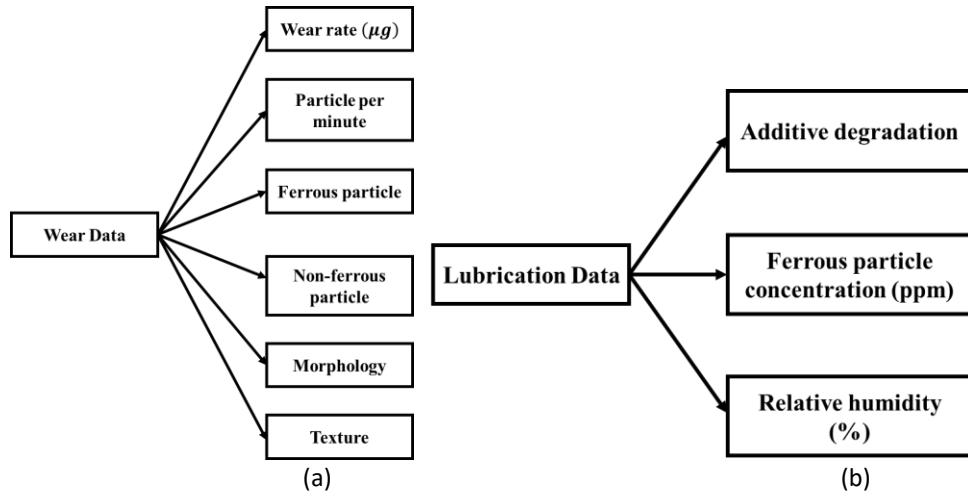 Wear Data
Wear rate (μg)
Particle per
minute
Ferrous particle
Non-ferrous
particle
Morphology
Texture
(a)
Lubrication Data
Additive degradation
Ferrous particle
concentration (ppm)
Relative humidity
(%)
(b)